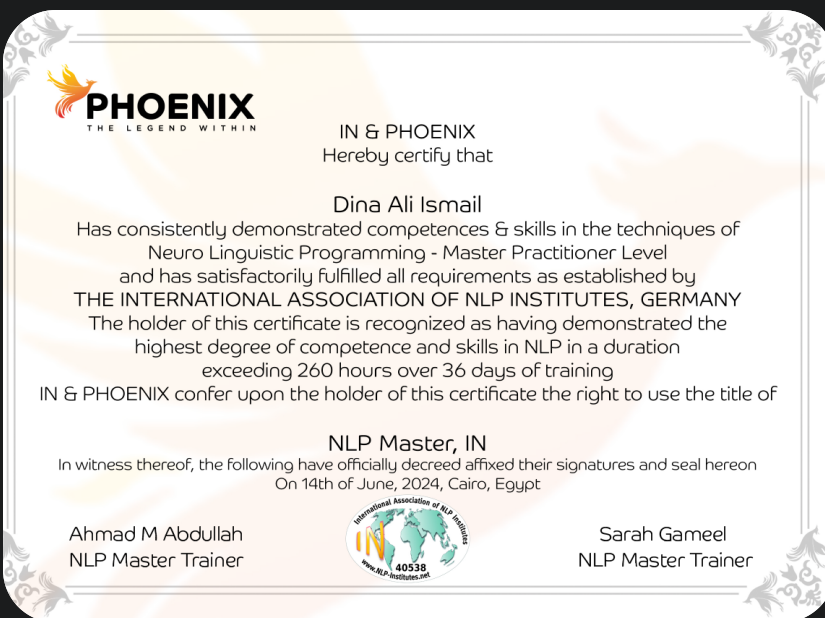 PHOENIX
THE LEGEND WITHIN
IN & PHOENIX
Hereby certify that
Dina Ali Ismail
Has consistently demonstrated competences & skills in the techniques of
Neuro Linguistic Programming - Master Practitioner Level
and has satisfactorily fulfilled all requirements as established by
THE INTERNATIONAL ASSOCIATION OF NLP INSTITUTES, GERMANY
The holder of this certificate is recognized as having demonstrated the
highest degree of competence and skills in NLP in a duration
exceeding 260 hours over 36 days of training
IN & PHOENIX confer upon the holder of this certificate the right to use the title of
NLP Master, IN
In witness thereof, the following have officially decreed affixed their signatures and seal hereon
On 14th of June, 2024, Cairo, Egypt
International Association of NLP Institutes
IN
40538
www.NLP-Institutes.net
Ahmad M Abdullah
NLP Master Trainer
Sarah Gameel
NLP Master Trainer